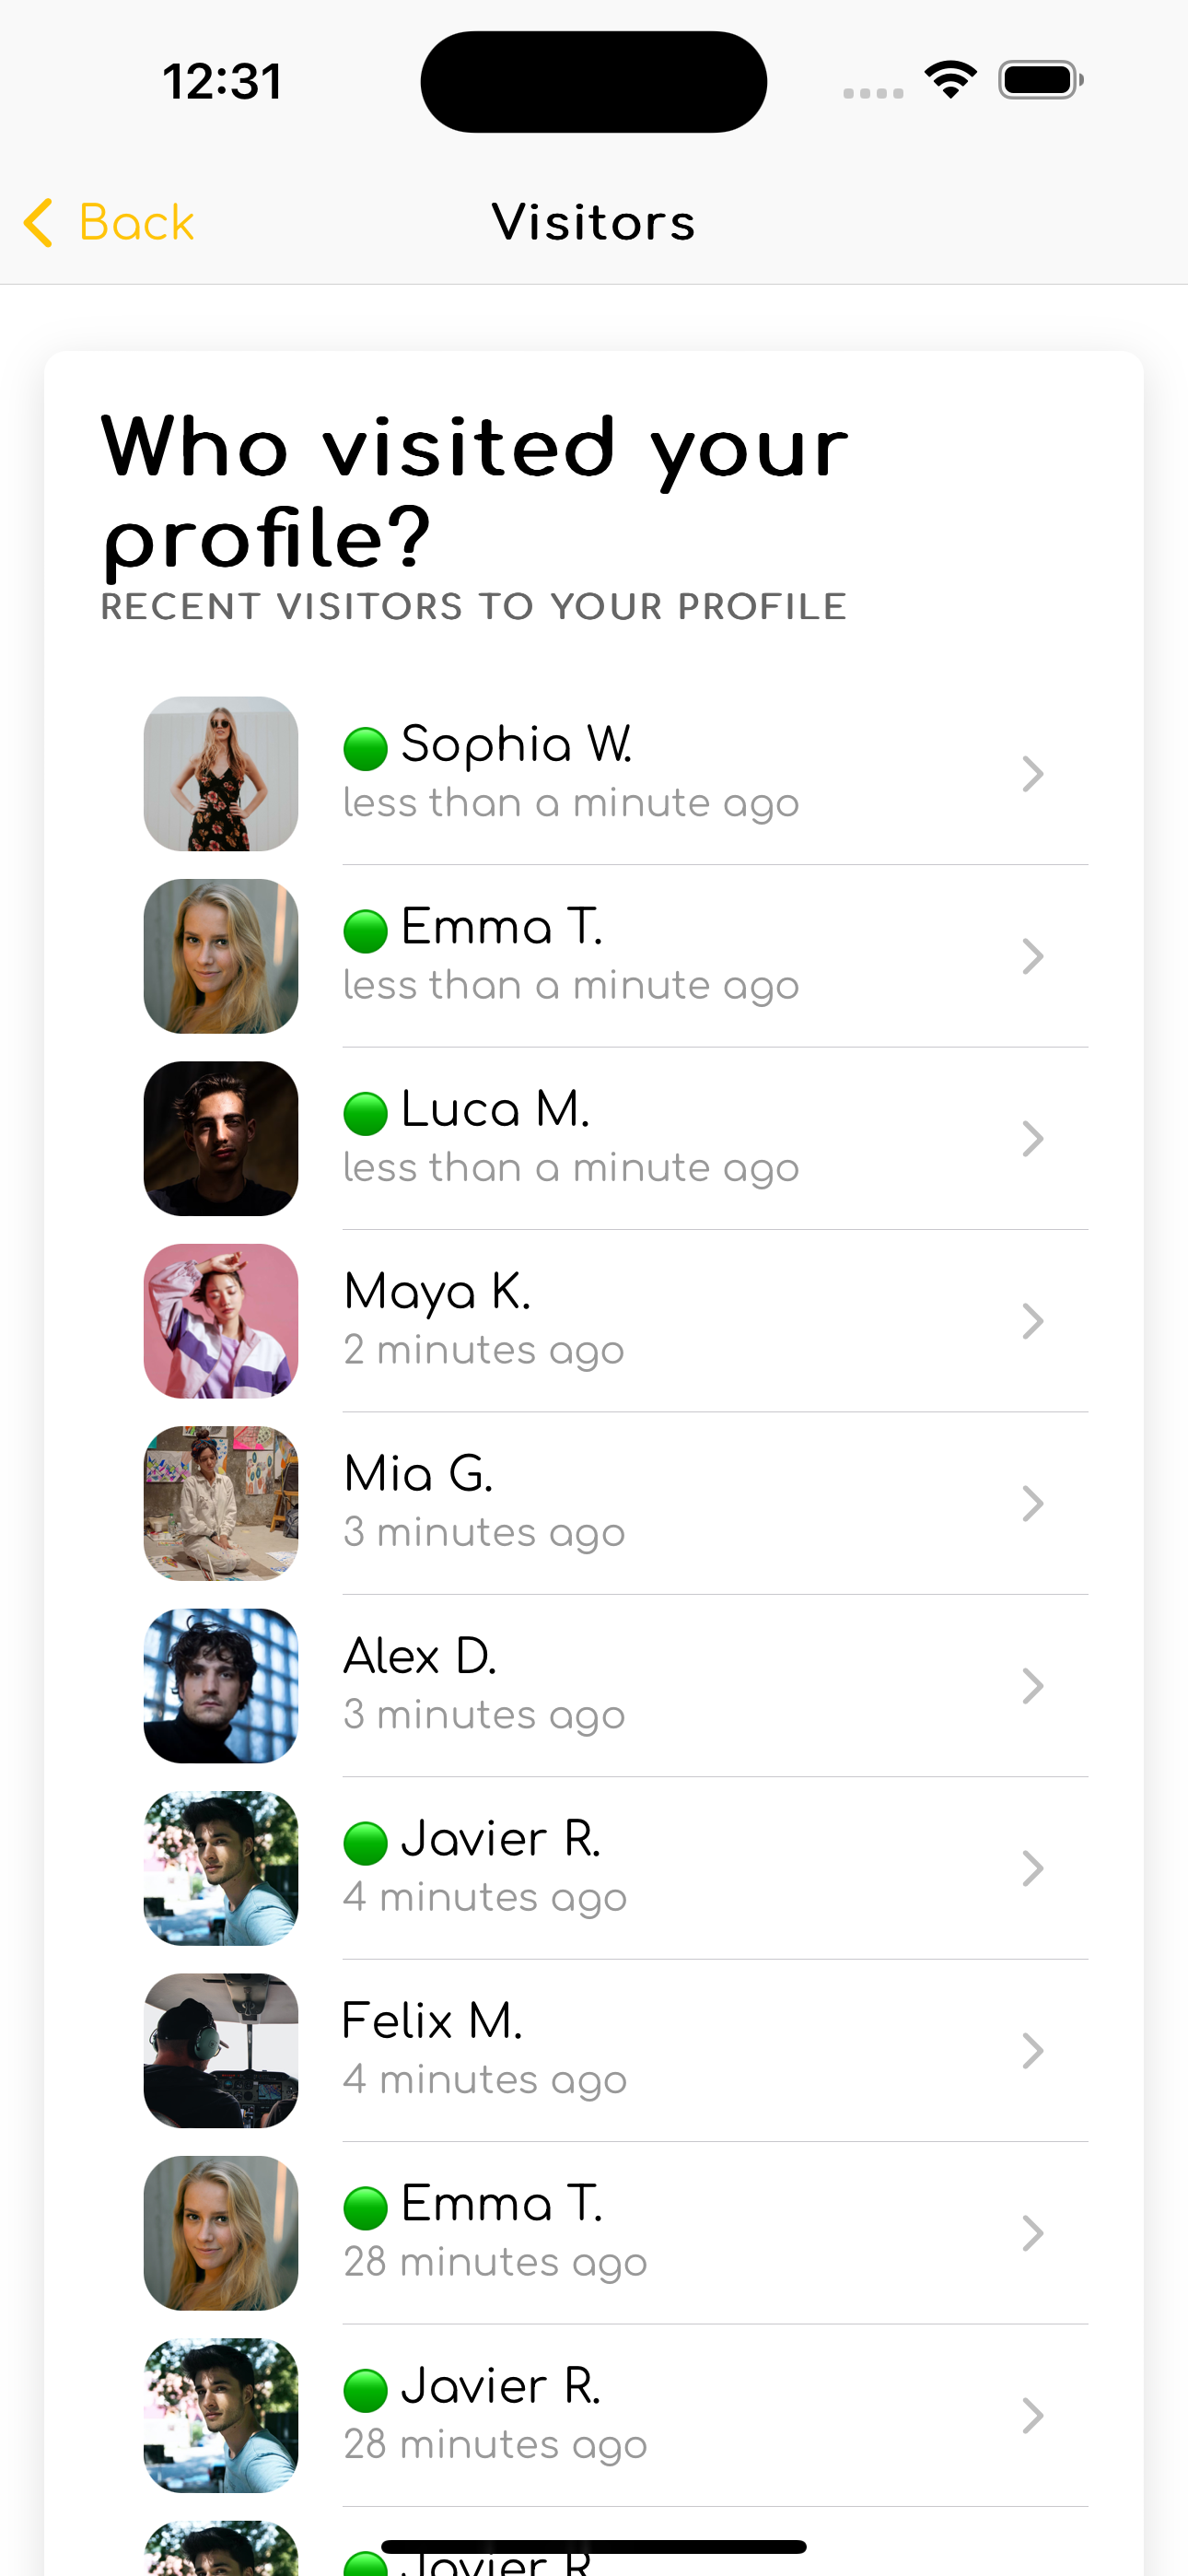 12:31
Back
Visitors
Who visited your
profile?
RECENT VISITORS TO YOUR PROFILE
Sophia W.
less than a minute ago
Emma T.
less than a minute ago
Luca M.
less than a minute ago
Maya K.
2 minutes ago
Mia G.
3 minutes ago
Alex D.
3 minutes ago
Javier R.
4 minutes ago
Felix M.
4 minutes ago
Emma T.
28 minutes ago
Javier R.
28 minutes ago
Javier R.